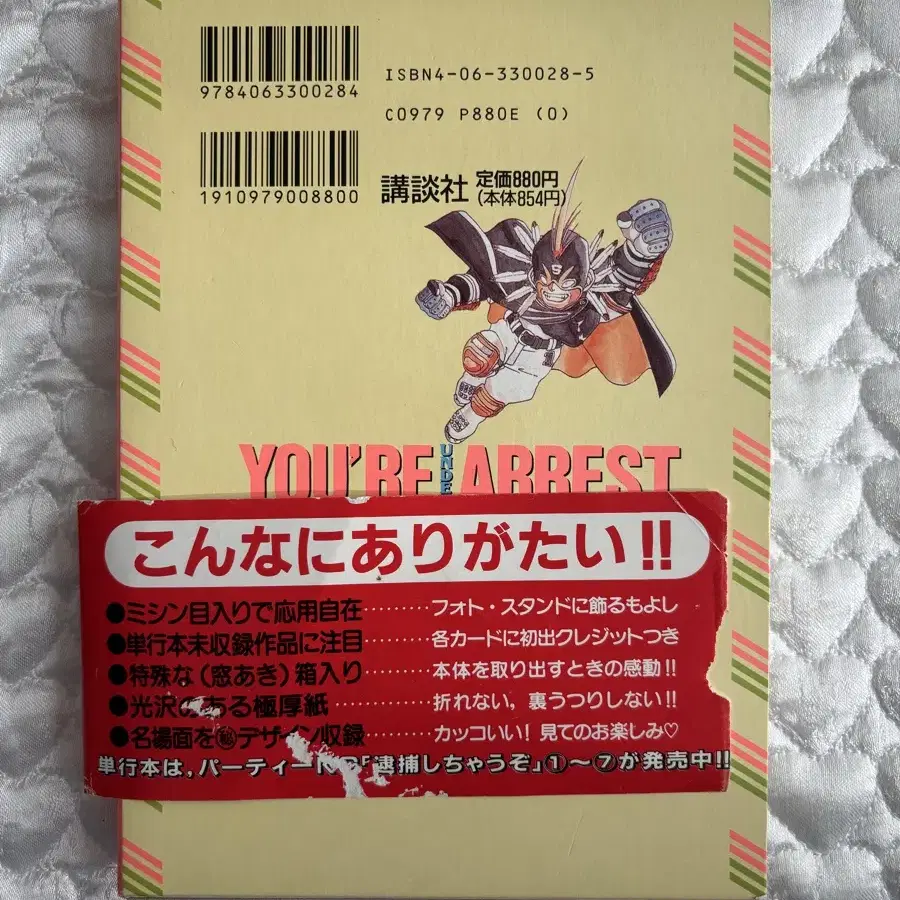 9784063300284
ISBN4-06-330028-5
C0979 P880E (0)
1910979008800
講談社
定価880円
(本体854円)
S
YOU'RE UNDE ARREST
こんなにありがたい!!
●ミシン目入りで応用自在………フォト・スタンドに飾るもよし
●単行本未収録作品に注目………各カードに初出クレジットつき
●特殊な(窓あき)箱入り………本体を取り出すときの感動!!
●光沢のある極厚紙………折れない,裏うつりしない!!
●名場面を㊙デザイン収録………カッコいい! 見てのお楽しみ♡
単行本は,パーティー 「逮捕しちゃうぞ」①〜⑦が発売中!!